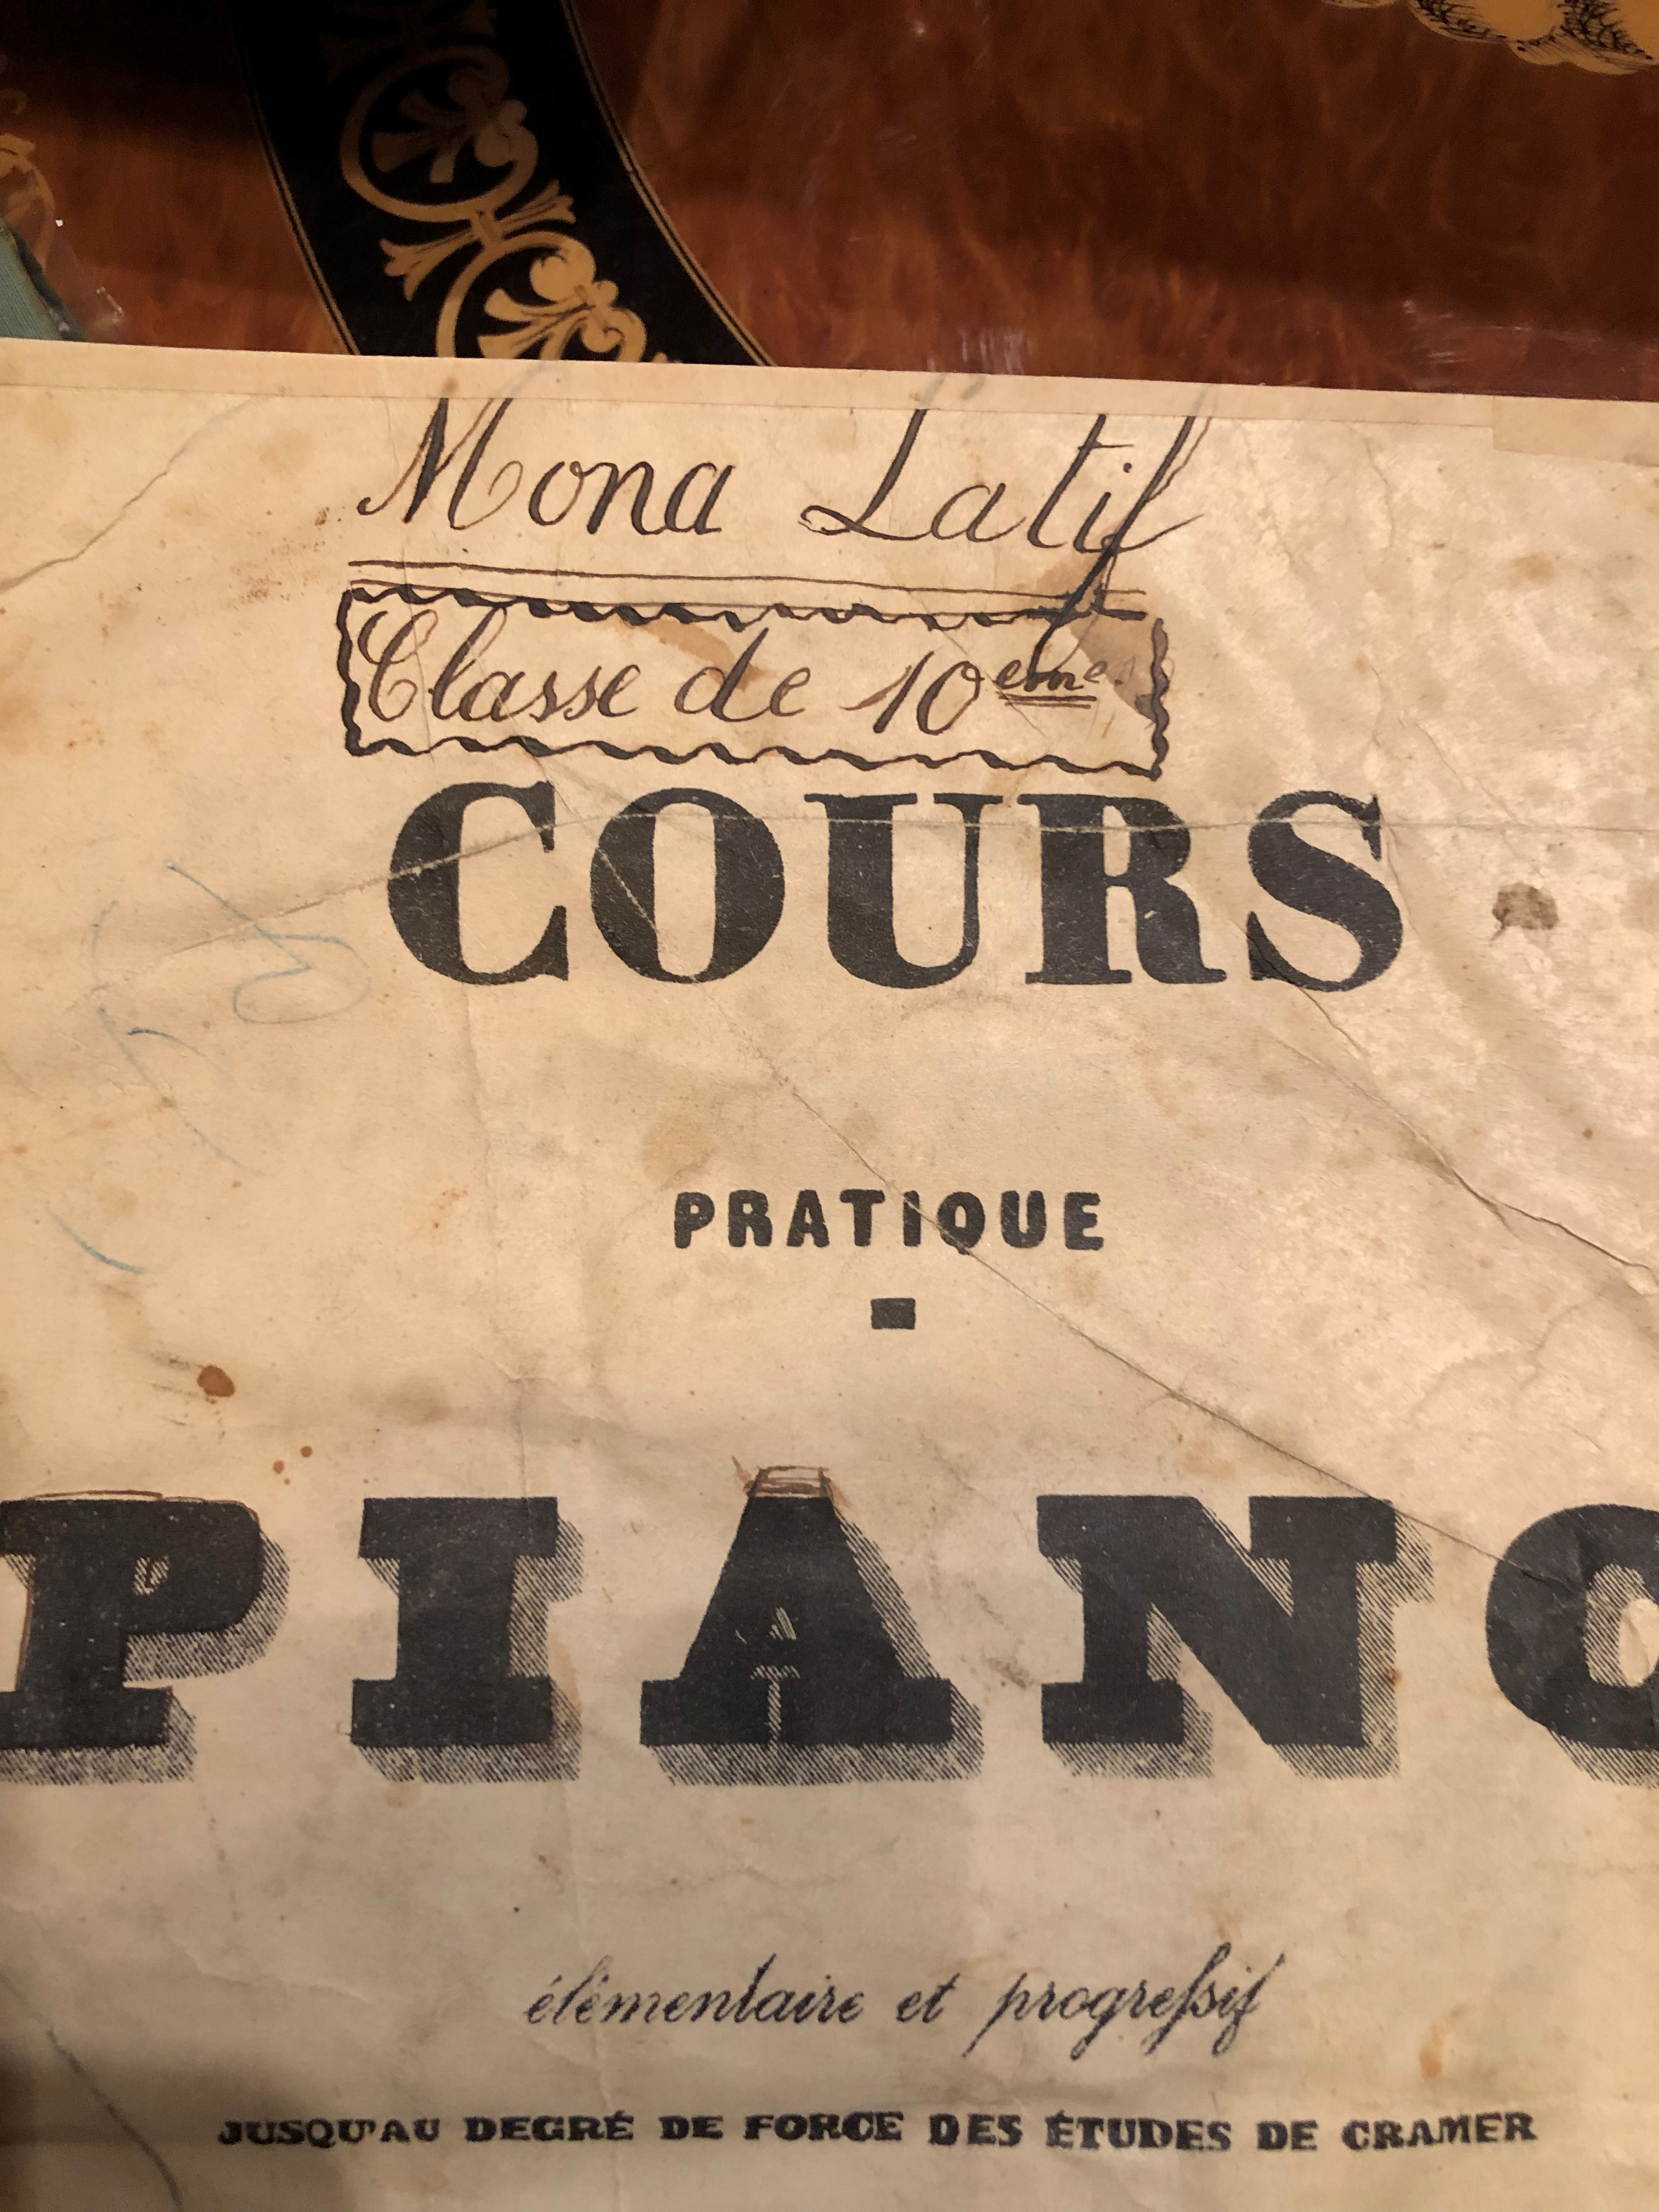 Mona Latif
Classe de 10eme
COURS
PRATIQUE
PIANO
élémentaire et progreſsif
JUSQU'AU DEGRÉ DE FORCE DES ÉTUDES DE CRAMER